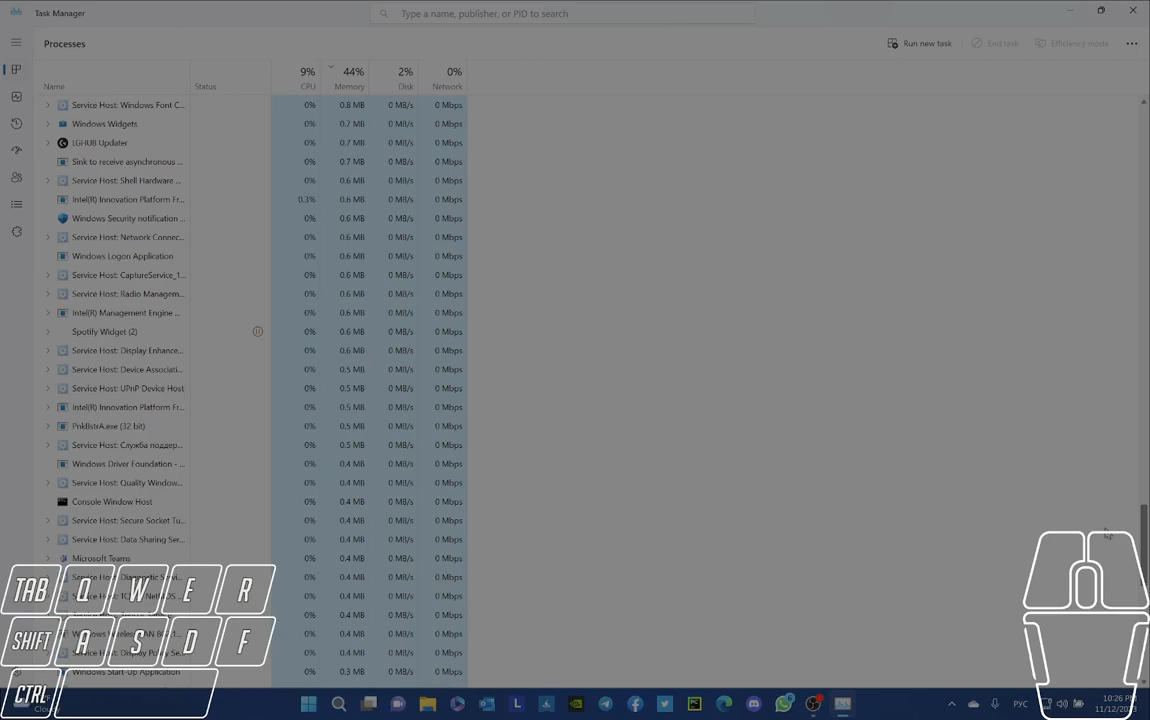 Task Manager
Type a name, publisher, or PID to search
Processes
Run new task
End task
Efficiency mode
9% 44% 2% 0%
Name Status CPU Memory Disk Network
Service Host: Windows Font C... 0% 0.8 MB 0 MB/s 0 Mbps
Windows Widgets 0% 0.7 MB 0 MB/s 0 Mbps
LGHUB Updater 0% 0.7 MB 0 MB/s 0 Mbps
Sink to receive asynchronous ... 0% 0.7 MB 0 MB/s 0 Mbps
Service Host: Shell Hardware ... 0% 0.6 MB 0 MB/s 0 Mbps
Intel(R) Innovation Platform Fr... 0.3% 0.6 MB 0 MB/s 0 Mbps
Windows Security notification ... 0% 0.6 MB 0 MB/s 0 Mbps
Service Host: Network Connec... 0% 0.6 MB 0 MB/s 0 Mbps
Windows Logon Application 0% 0.6 MB 0 MB/s 0 Mbps
Service Host: CaptureService_1... 0% 0.6 MB 0 MB/s 0 Mbps
Service Host: Radio Managem... 0% 0.6 MB 0 MB/s 0 Mbps
Intel(R) Management Engine ... 0% 0.6 MB 0 MB/s 0 Mbps
Spotify Widget (2) 0% 0.6 MB 0 MB/s 0 Mbps
Service Host: Display Enhance... 0% 0.6 MB 0 MB/s 0 Mbps
Service Host: Device Associati... 0% 0.5 MB 0 MB/s 0 Mbps
Service Host: UPnP Device Host 0% 0.5 MB 0 MB/s 0 Mbps
Intel(R) Innovation Platform Fr... 0% 0.5 MB 0 MB/s 0 Mbps
PnkBstrA.exe (32 bit) 0% 0.5 MB 0 MB/s 0 Mbps
Service Host: Служба поддер... 0% 0.5 MB 0 MB/s 0 Mbps
Windows Driver Foundation - ... 0% 0.4 MB 0 MB/s 0 Mbps
Service Host: Quality Window... 0% 0.4 MB 0 MB/s 0 Mbps
Console Window Host 0% 0.4 MB 0 MB/s 0 Mbps
Service Host: Secure Socket Tu... 0% 0.4 MB 0 MB/s 0 Mbps
Service Host: Data Sharing Ser... 0% 0.4 MB 0 MB/s 0 Mbps
Microsoft Teams 0% 0.4 MB 0 MB/s 0 Mbps
Service Host: Diagnostic Servi... 0% 0.4 MB 0 MB/s 0 Mbps
TAB Q W E R
0% 0.4 MB 0 MB/s 0 Mbps
0% 0.4 MB 0 MB/s 0 Mbps
Windows Wireless LAN 802.1... 0% 0.4 MB 0 MB/s 0 Mbps
SHIFT A S D F
Service Host: Display Policy Se... 0% 0.4 MB 0 MB/s 0 Mbps
Windows Start-Up Application 0% 0.3 MB 0 MB/s 0 Mbps
CTRL
РУС
10:26 PM
11/12/2023